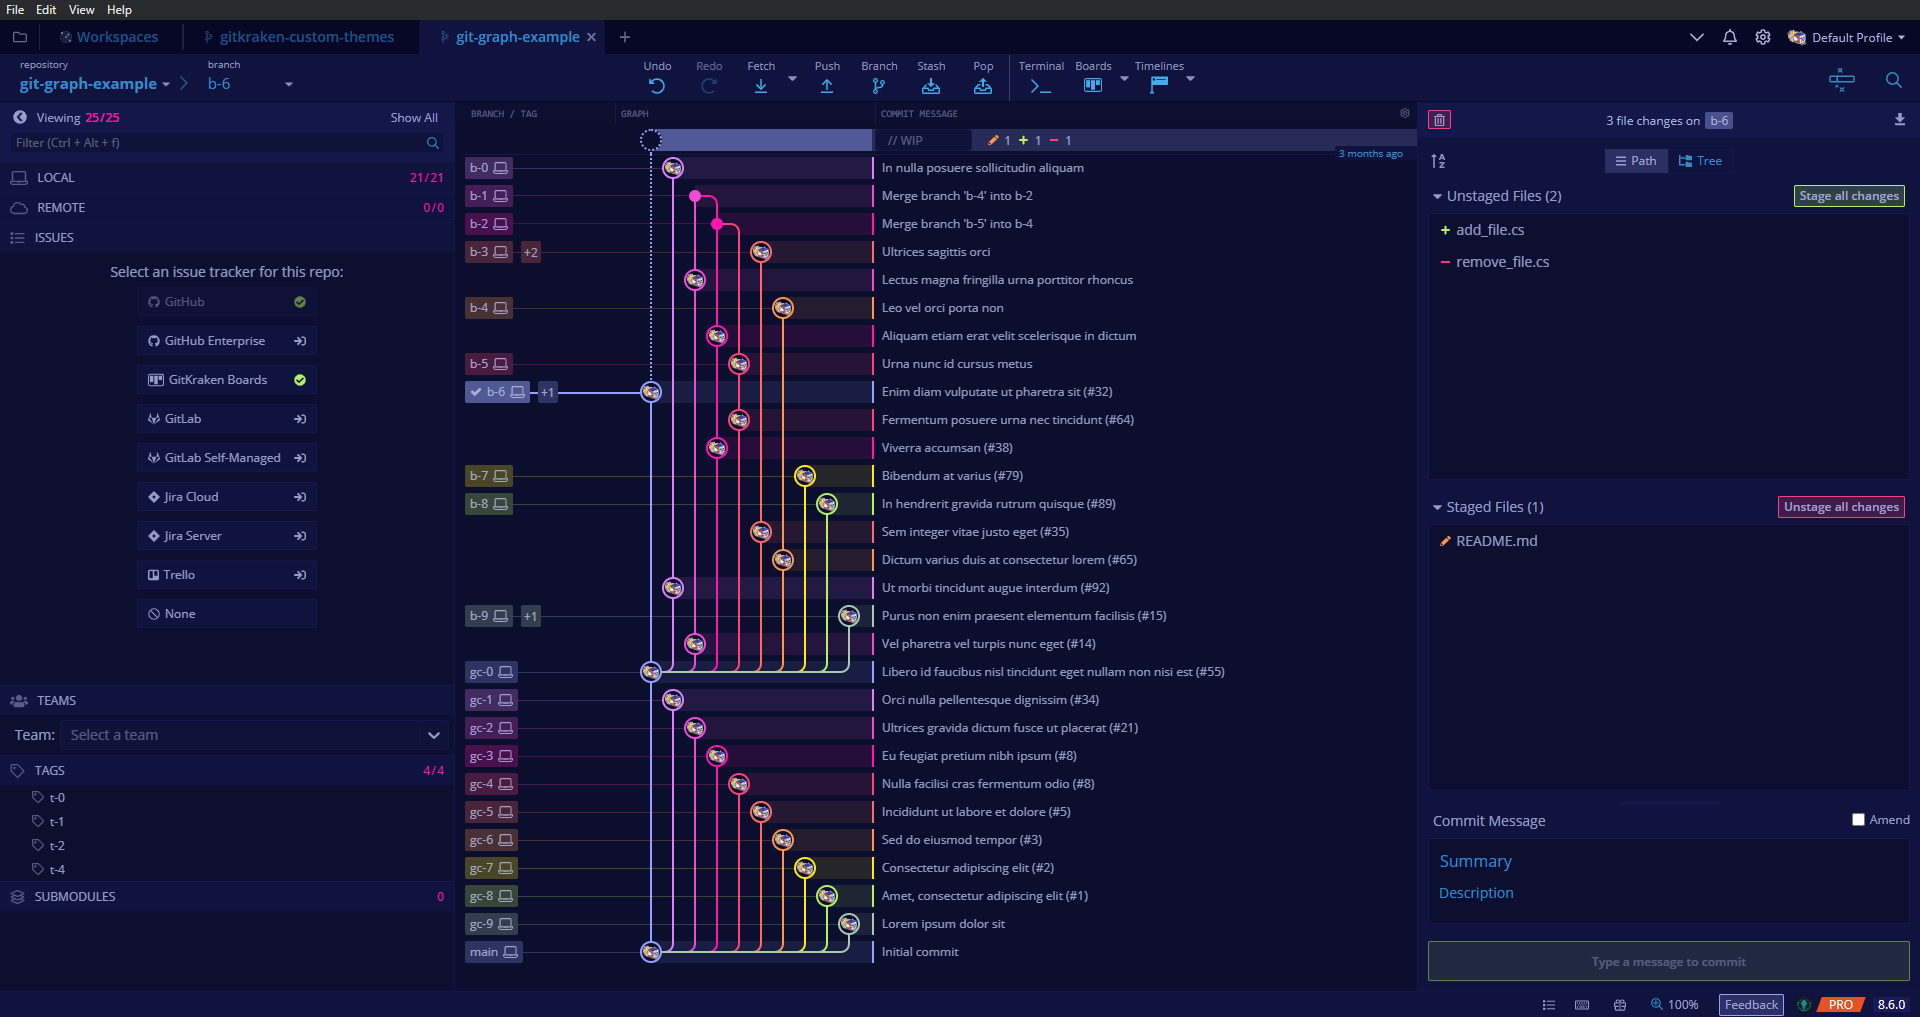 File Edit View Help
Workspaces gitkraken-custom-themes git-graph-example Default Profile
repository branch
git-graph-example b-6
Undo Redo Fetch Push Branch Stash Pop Terminal Boards Timelines
Viewing 25/25 Show All
Filter (Ctrl + Alt + f)
LOCAL 21/21
REMOTE 0/0
ISSUES
Select an issue tracker for this repo:
GitHub
GitHub Enterprise
GitKraken Boards
GitLab
GitLab Self-Managed
Jira Cloud
Jira Server
Trello
None
TEAMS
Team: Select a team
TAGS 4/4
t-0
t-1
t-2
t-4
SUBMODULES 0
BRANCH / TAG GRAPH COMMIT MESSAGE
// WIP 1 1 1
3 months ago
b-0 In nulla posuere sollicitudin aliquam
b-1 Merge branch 'b-4' into b-2
b-2 Merge branch 'b-5' into b-4
b-3 +2 Ultrices sagittis orci
Lectus magna fringilla urna porttitor rhoncus
b-4 Leo vel orci porta non
Aliquam etiam erat velit scelerisque in dictum
b-5 Urna nunc id cursus metus
b-6 +1 Enim diam vulputate ut pharetra sit (#32)
Fermentum posuere urna nec tincidunt (#64)
Viverra accumsan (#38)
b-7 Bibendum at varius (#79)
b-8 In hendrerit gravida rutrum quisque (#89)
Sem integer vitae justo eget (#35)
Dictum varius duis at consectetur lorem (#65)
Ut morbi tincidunt augue interdum (#92)
b-9 +1 Purus non enim praesent elementum facilisis (#15)
Vel pharetra vel turpis nunc eget (#14)
gc-0 Libero id faucibus nisl tincidunt eget nullam non nisi est (#55)
gc-1 Orci nulla pellentesque dignissim (#34)
gc-2 Ultrices gravida dictum fusce ut placerat (#21)
gc-3 Eu feugiat pretium nibh ipsum (#8)
gc-4 Nulla facilisi cras fermentum odio (#8)
gc-5 Incididunt ut labore et dolore (#5)
gc-6 Sed do eiusmod tempor (#3)
gc-7 Consectetur adipiscing elit (#2)
gc-8 Amet, consectetur adipiscing elit (#1)
gc-9 Lorem ipsum dolor sit
main Initial commit
3 file changes on b-6
Path Tree
Unstaged Files (2) Stage all changes
add_file.cs
remove_file.cs
Staged Files (1) Unstage all changes
README.md
Commit Message Amend
Summary
Description
Type a message to commit
100% Feedback PRO 8.6.0